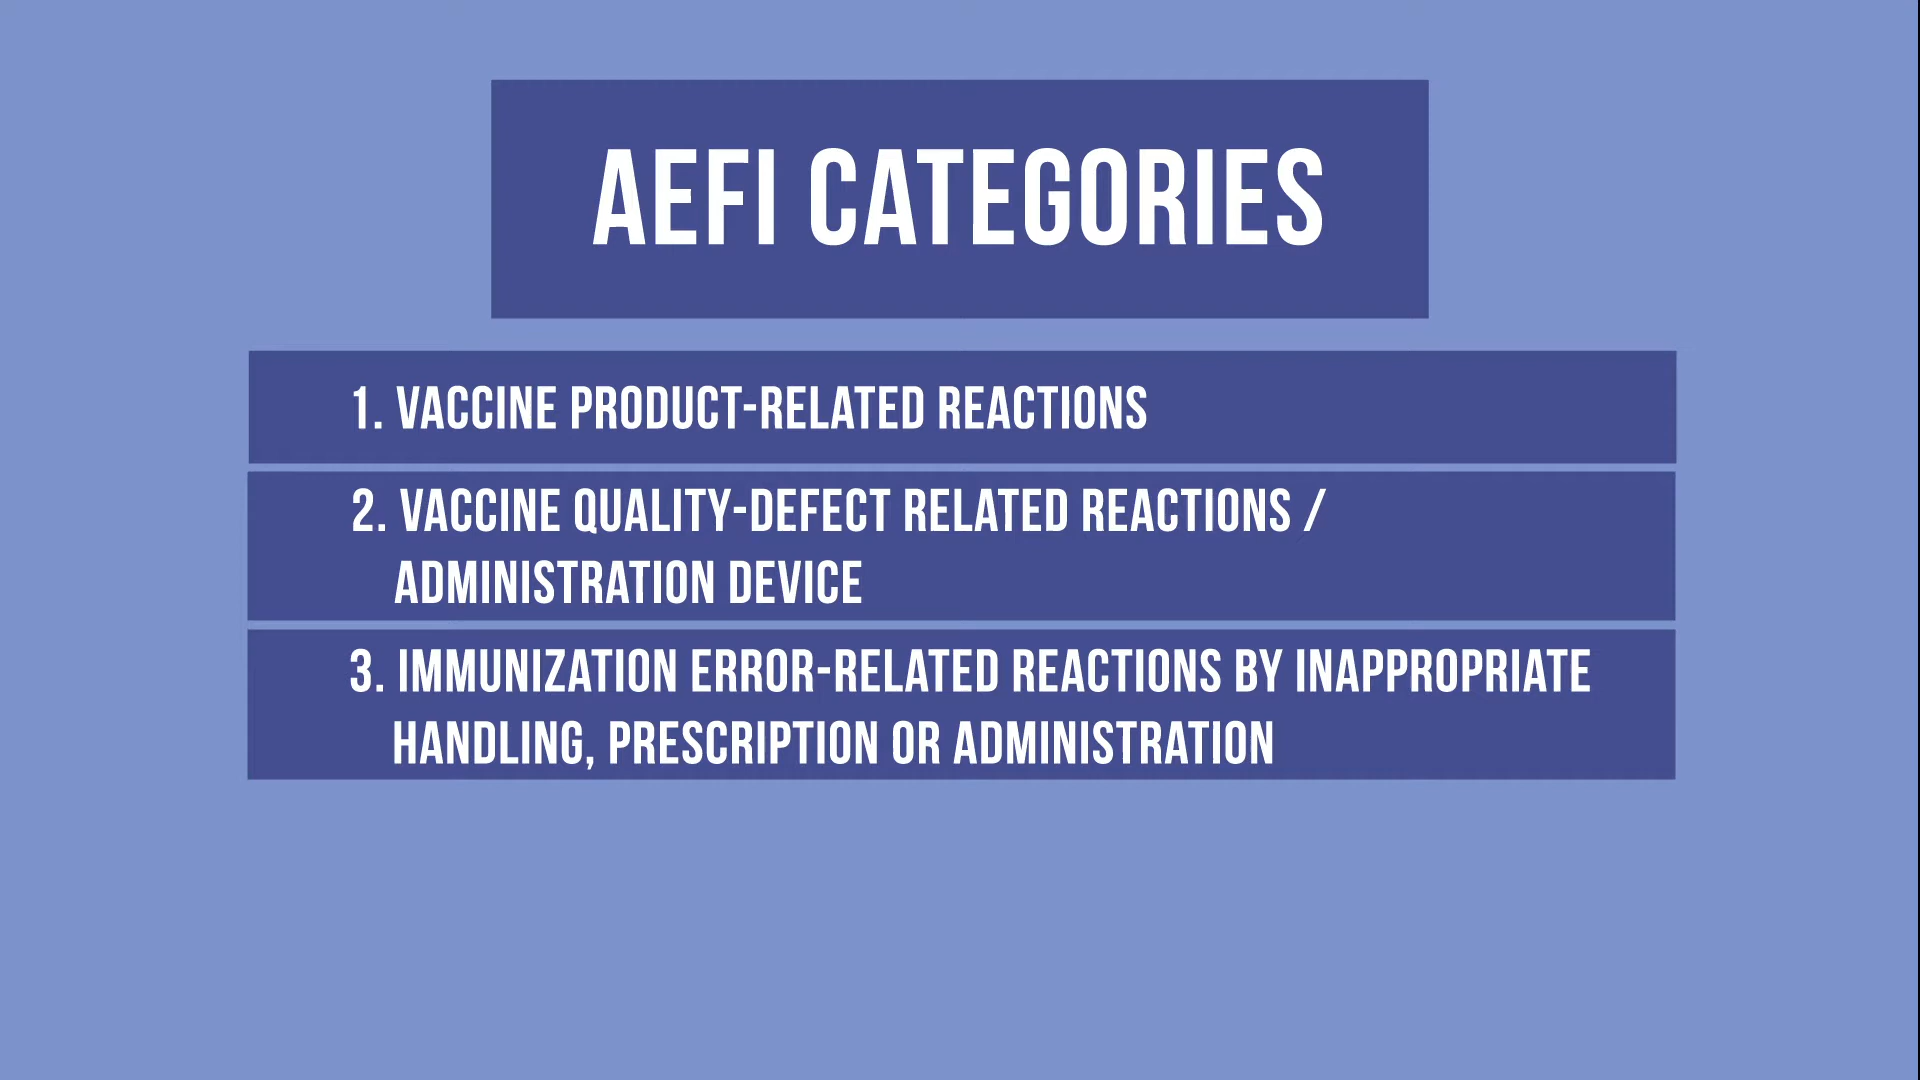 AEFI CATEGORIES
1. VACCINE PRODUCT-RELATED REACTIONS
2. VACCINE QUALITY-DEFECT RELATED REACTIONS /
ADMINISTRATION DEVICE
3. IMMUNIZATION ERROR-RELATED REACTIONS BY INAPPROPRIATE
HANDLING, PRESCRIPTION OR ADMINISTRATION